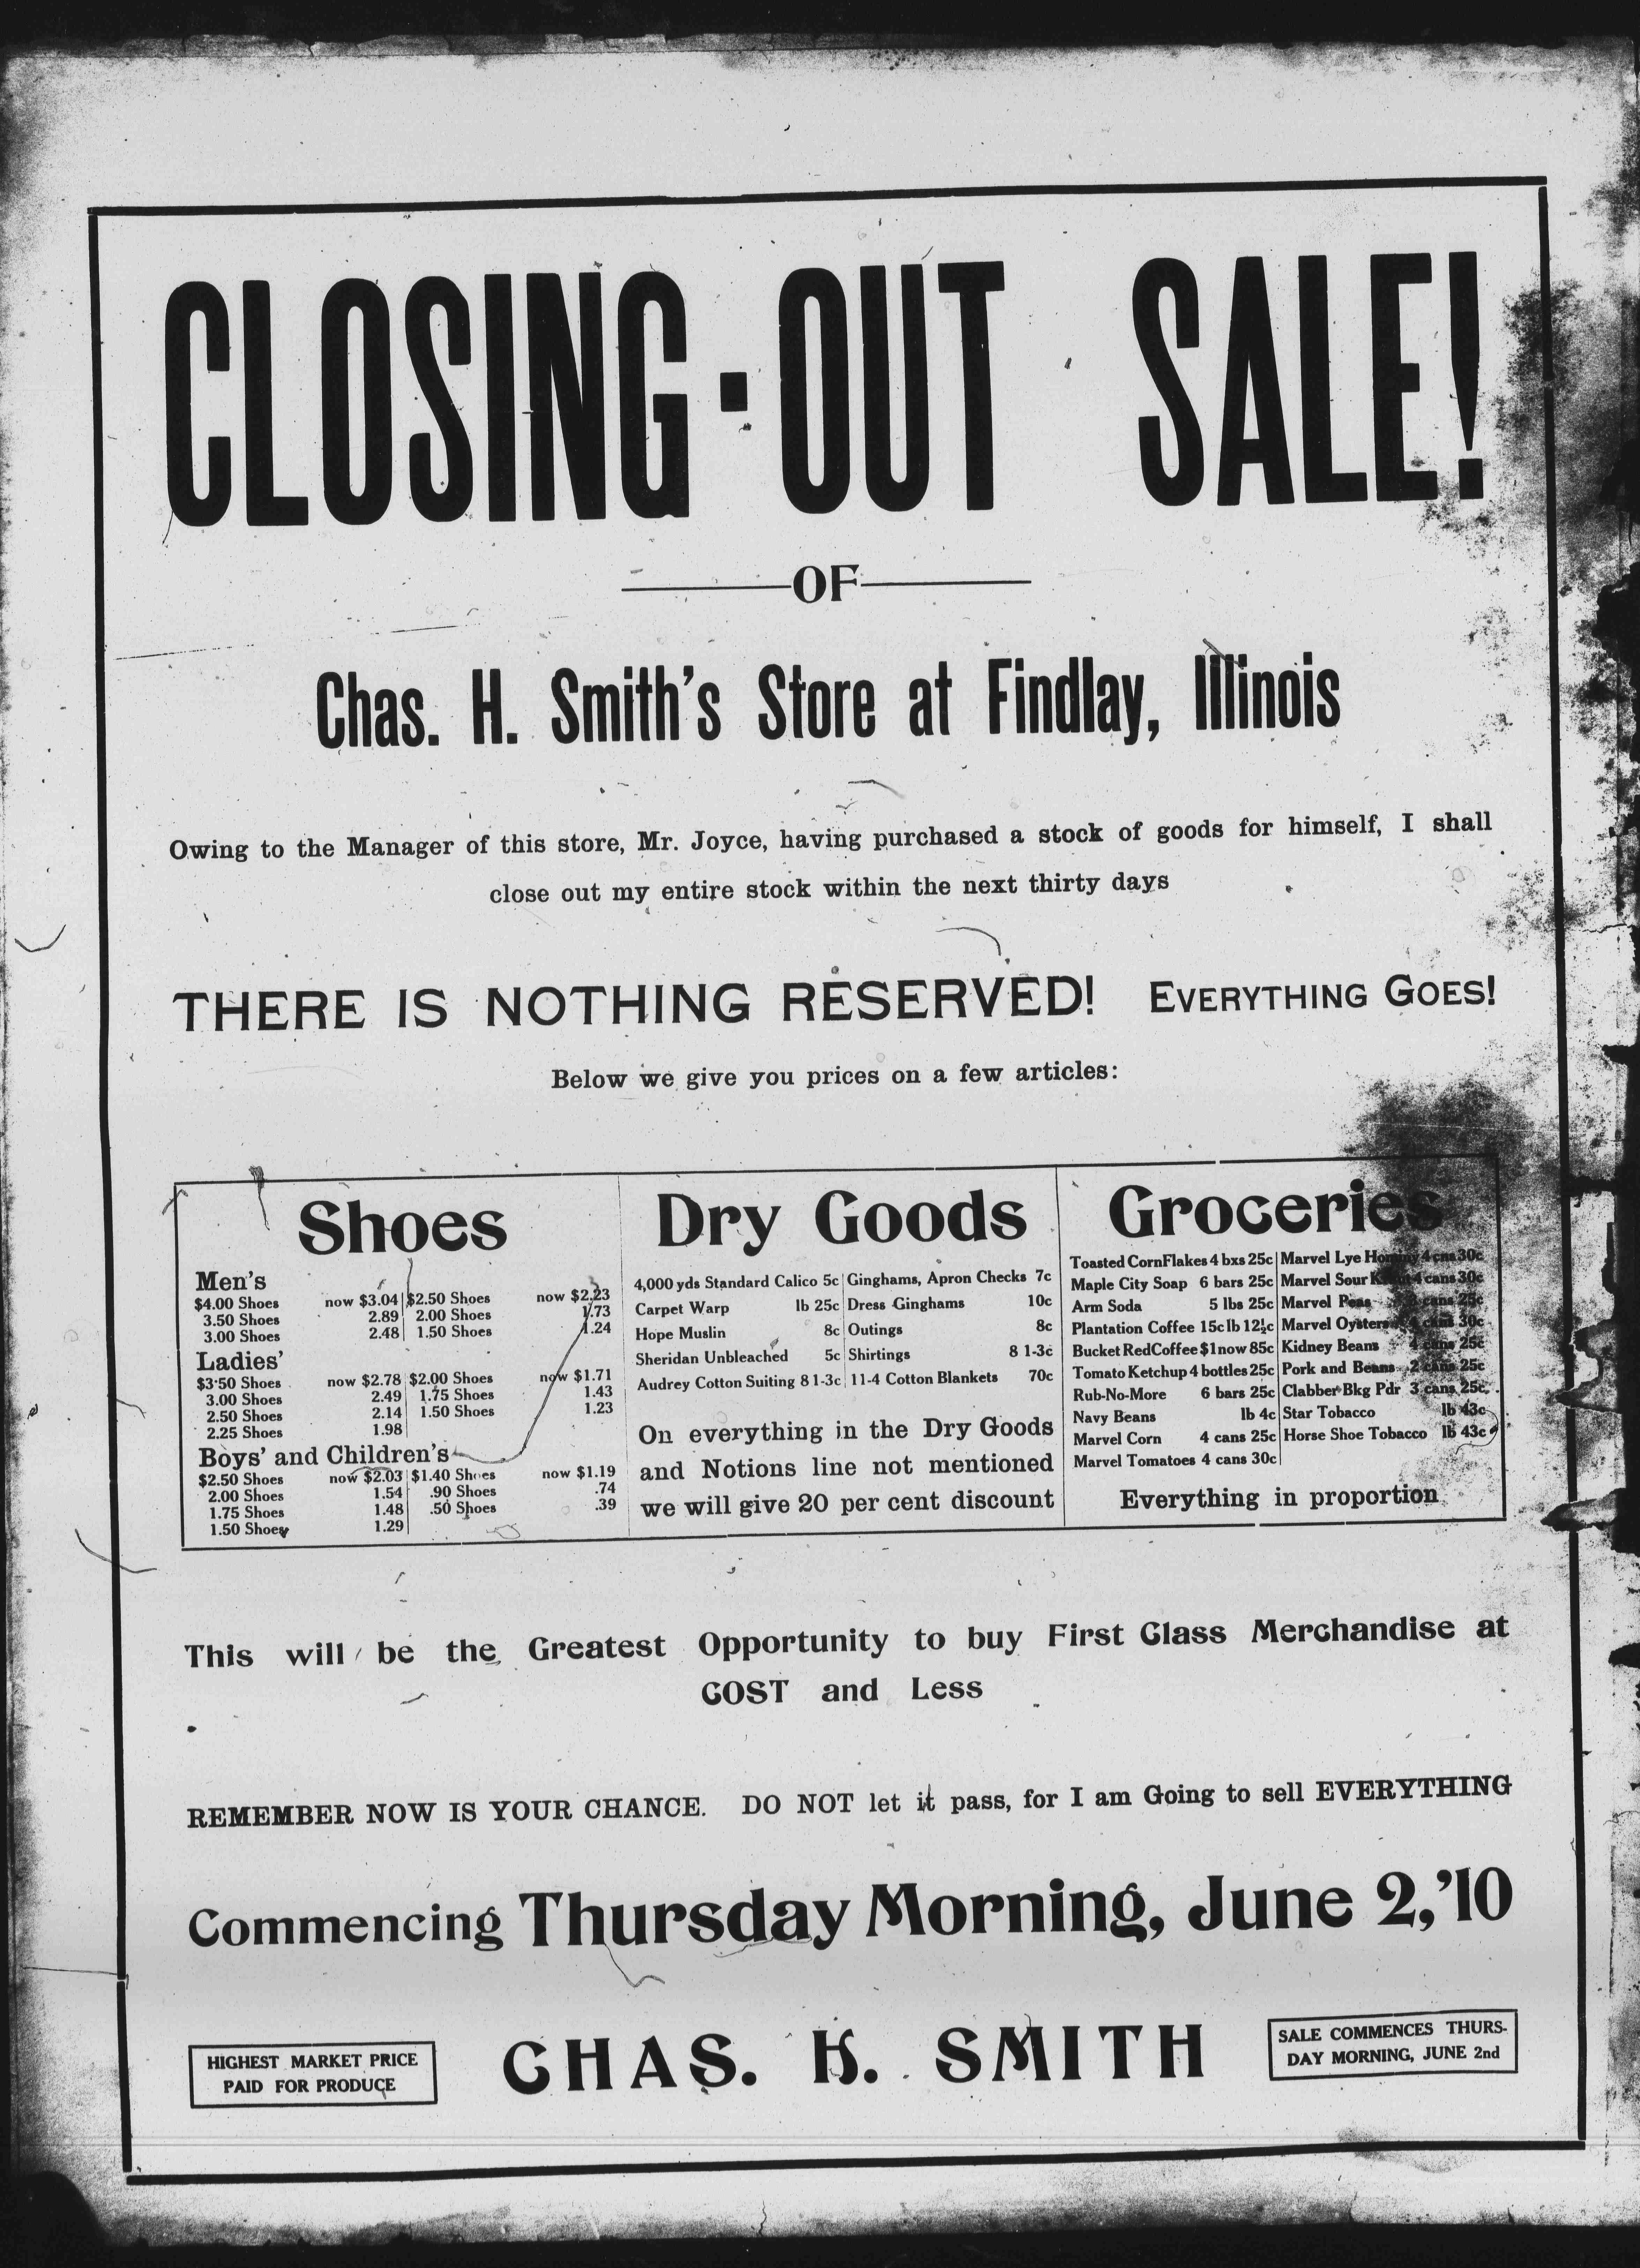 CLOSING-OUT SALE!
OF
Chas. H. Smith's Store at Findlay, Illinois
Owing to the Manager of this store, Mr. Joyce, having purchased a stock of goods for himself, I shall
close out my entire stock within the next thirty days
THERE IS NOTHING RESERVED! EVERYTHING GOES!
Below we give you prices on a few articles:
Shoes
Men's
$4.00 Shoes now $3.04
3.50 Shoes 2.89
3.00 Shoes 2.48
$2.50 Shoes now $2.23
2.00 Shoes 1.73
1.50 Shoes 1.24
Ladies'
$3.50 Shoes now $2.78
3.00 Shoes 2.49
2.50 Shoes 2.14
2.25 Shoes 1.98
$2.00 Shoes now $1.71
1.75 Shoes 1.43
1.50 Shoes 1.23
Boys' and Children's
$2.50 Shoes now $2.03
2.00 Shoes 1.54
1.75 Shoes 1.48
1.50 Shoes 1.29
$1.40 Shoes now $1.19
.90 Shoes .74
.50 Shoes .39
Dry Goods
4,000 yds Standard Calico 5c
Carpet Warp lb 25c
Hope Muslin 8c
Sheridan Unbleached 5c
Audrey Cotton Suiting 8 1-3c
Ginghams, Apron Checks 7c
Dress Ginghams 10c
Outings 8c
Shirtings 8 1-3c
11-4 Cotton Blankets 70c
On everything in the Dry Goods
and Notions line not mentioned
we will give 20 per cent discount
Groceries
Toasted Corn Flakes 4 bxs 25c
Maple City Soap 6 bars 25c
Arm Soda 5 lbs 25c
Plantation Coffee 15c lb 12½c
Bucket Red Coffee $1 now 85c
Tomato Ketchup 4 bottles 25c
Rub-No-More 6 bars 25c
Navy Beans lb 4c
Marvel Corn 4 cans 25c
Marvel Tomatoes 4 cans 30c
Marvel Lye Hominy 4 cns 30c
Marvel Sour 4 cans 30c
Marvel Peas cans 25c
Marvel Oysters cans 30c
Kidney Beans 4 cans 25c
Pork and Beans 2 cans 25c
Clabber Bkg Pdr 3 cans 25c
Star Tobacco lb 43c
Horse Shoe Tobacco lb 43c
Everything in proportion
This will be the Greatest Opportunity to buy First Class Merchandise at
COST and Less
REMEMBER NOW IS YOUR CHANCE. DO NOT let it pass, for I am Going to sell EVERYTHING
Commencing Thursday Morning, June 2,'10
HIGHEST MARKET PRICE
PAID FOR PRODUCE
CHAS. H. SMITH
SALE COMMENCES THURS-
DAY MORNING, JUNE 2nd